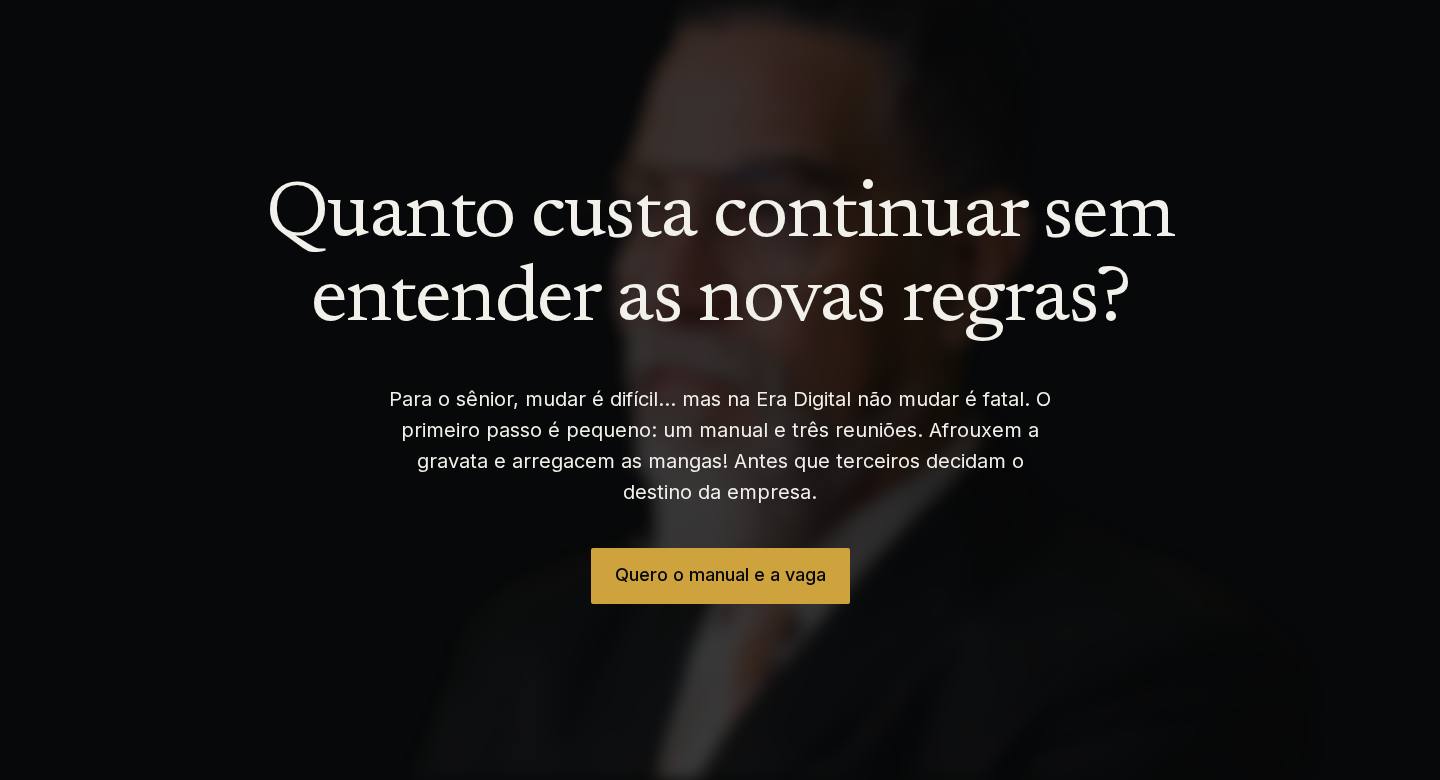 Quanto custa continuar sem
entender as novas regras?
Para o sênior, mudar é difícil... mas na Era Digital não mudar é fatal. O
primeiro passo é pequeno: um manual e três reuniões. Afrouxem a
gravata e arregacem as mangas! Antes que terceiros decidam o
destino da empresa.
Quero o manual e a vaga